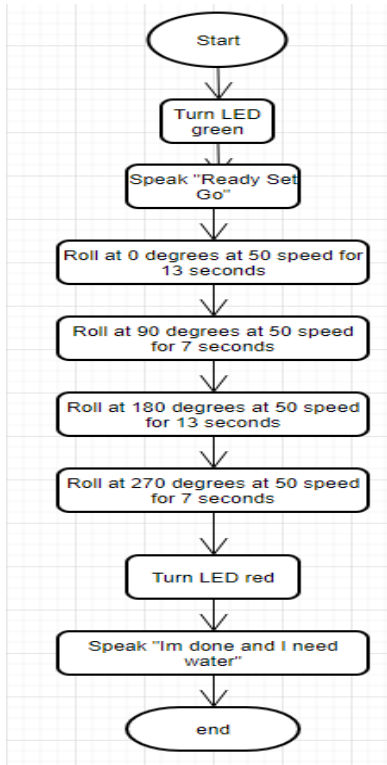 Start
Turn LED
green
Speak "Ready Set
Go"
Roll at 0 degrees at 50 speed for
13 seconds
Roll at 90 degrees at 50 speed
for 7 seconds
Roll at 180 degrees at 50 speed
for 13 seconds
Roll at 270 degrees at 50 speed
for 7 seconds
Turn LED red
Speak "Im done and I need
water"
end